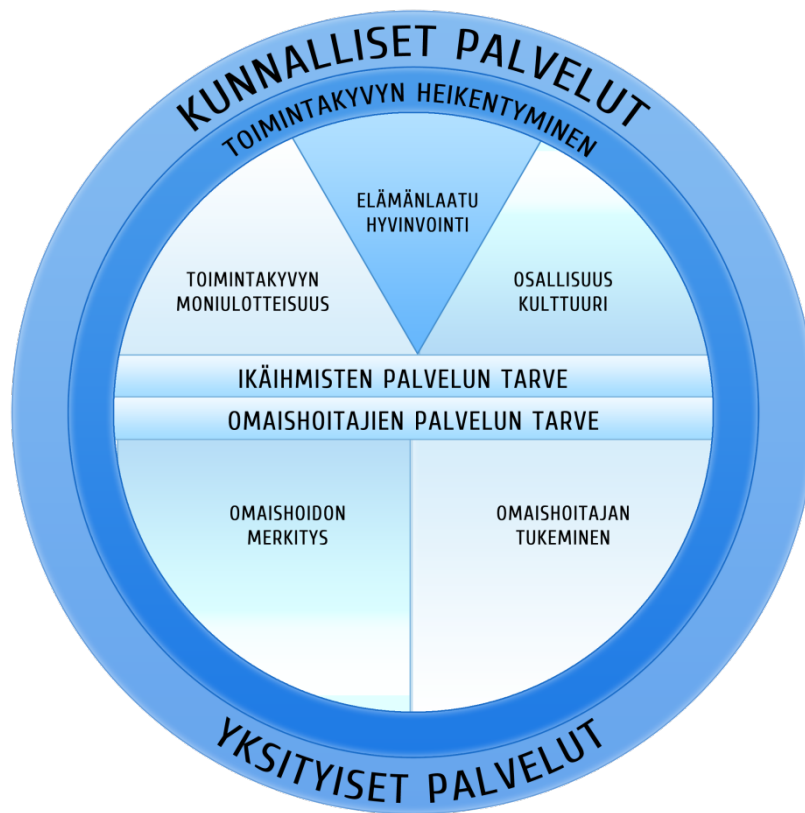 KUNNALLISET PALVELUT
TOIMINTAKYVYN HEIKENTYMINEN
ELÄMÄNLAATU
HYVINVOINTI
TOIMINTAKYVYN
MONIULOTTEISUUS
OSALLISUUS
KULTTUURI
IKÄIHMISTEN PALVELUN TARVE
OMAISHOITAJIEN PALVELUN TARVE
OMAISHOIDON
MERKITYS
OMAISHOITAJAN
TUKEMINEN
YKSITYISET PALVELUT